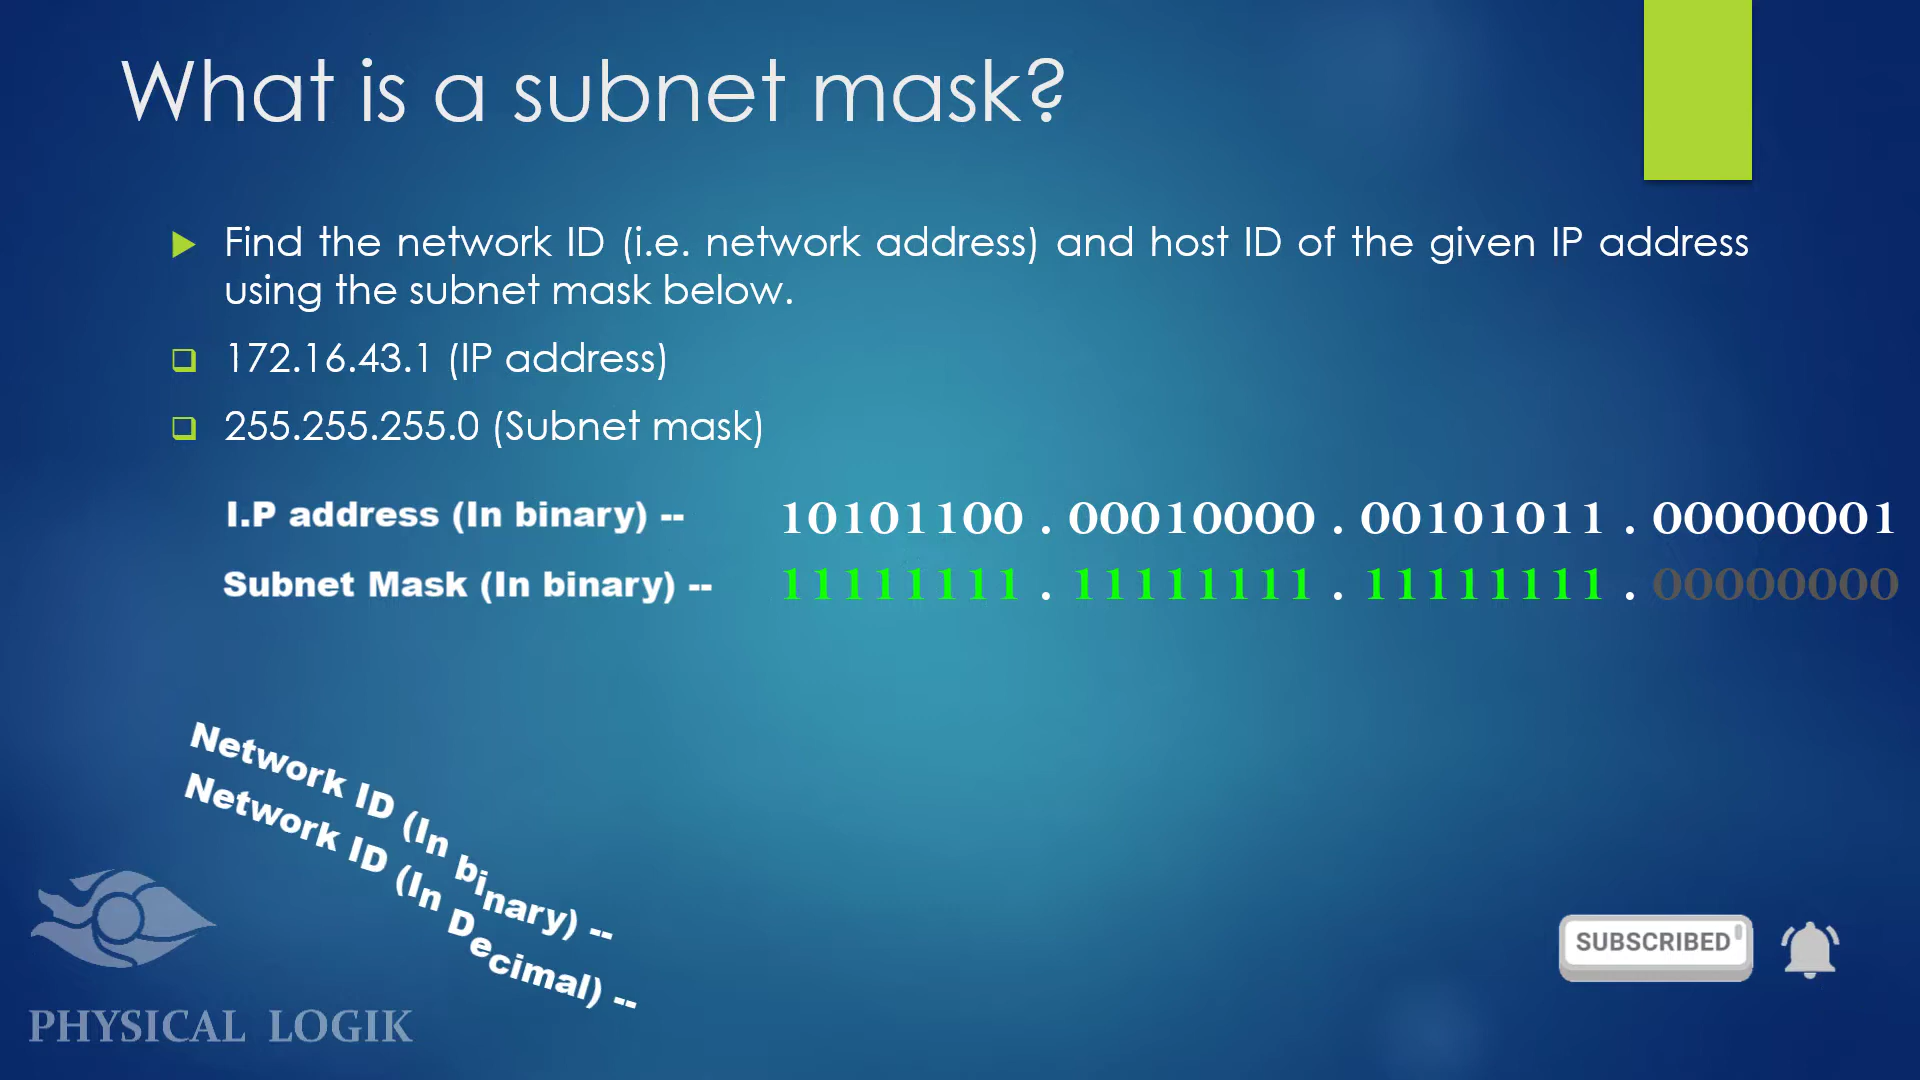 What is a subnet mask?
Find the network ID (i.e. network address) and host ID of the given IP address
using the subnet mask below.
172.16.43.1 (IP address)
255.255.255.0 (Subnet mask)
I.P address (In binary) -- 10101100 . 00010000 . 00101011 . 00000001
Subnet Mask (In binary) -- 11111111 . 11111111 . 11111111 . 00000000
Network ID (In binary) --
Network ID (In Decimal) --
SUBSCRIBED
PHYSICAL LOGIK